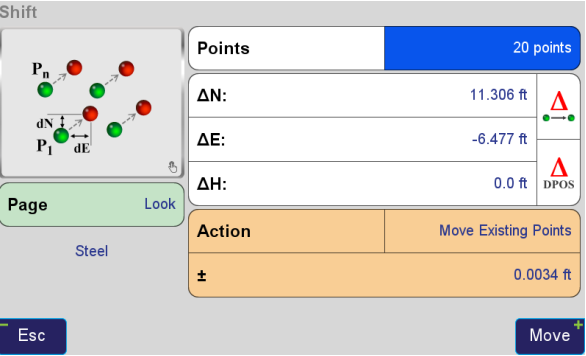 Shift
Pn
dN
P1
dE
Page
Look
Steel
Points
20 points
ΔN:
11.306 ft
ΔE:
-6.477 ft
ΔH:
0.0 ft
Δ
Δ
DPOS
Action
Move Existing Points
±
0.0034 ft
- Esc
Move +